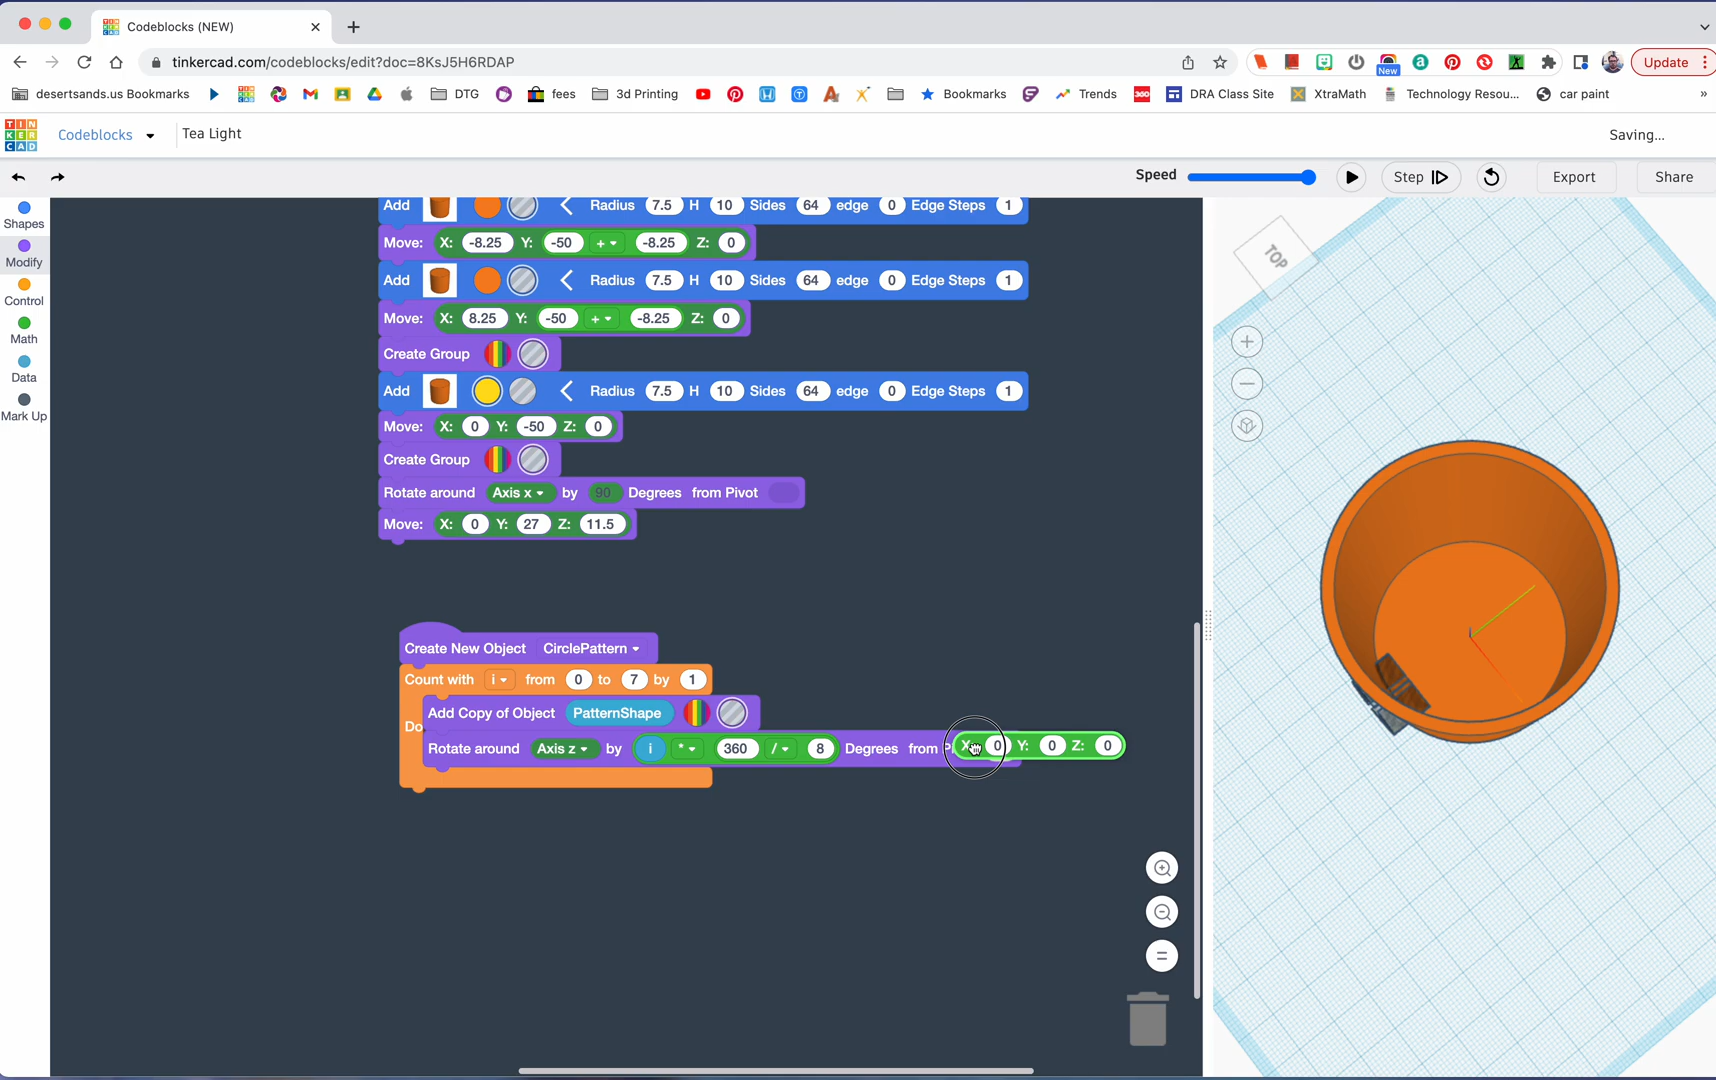 Codeblocks (NEW)
tinkercad.com/codeblocks/edit?doc=8KsJ5H6RDAP
New
Update
desertsands.us Bookmarks
DTG
fees
3d Printing
Bookmarks
Trends
360
DRA Class Site
XtraMath
Technology Resou...
car paint
»
TIN
KER
CAD
Codeblocks
Tea Light
Saving...
Speed
Step
Export
Share
Shapes
Modify
Control
Math
Data
Mark Up
Add Radius 7.5 H 10 Sides 64 edge 0 Edge Steps 1
Move: X: -8.25 Y: -50 + -8.25 Z: 0
Add Radius 7.5 H 10 Sides 64 edge 0 Edge Steps 1
Move: X: 8.25 Y: -50 + -8.25 Z: 0
Create Group
Add Radius 7.5 H 10 Sides 64 edge 0 Edge Steps 1
Move: X: 0 Y: -50 Z: 0
Create Group
Rotate around Axis x by 90 Degrees from Pivot
Move: X: 0 Y: 27 Z: 11.5
Create New Object CirclePattern
Count with i from 0 to 7 by 1
Add Copy of Object PatternShape
Do
Rotate around Axis z by i * 360 / 8 Degrees from X: 0 Y: 0 Z: 0
TOP